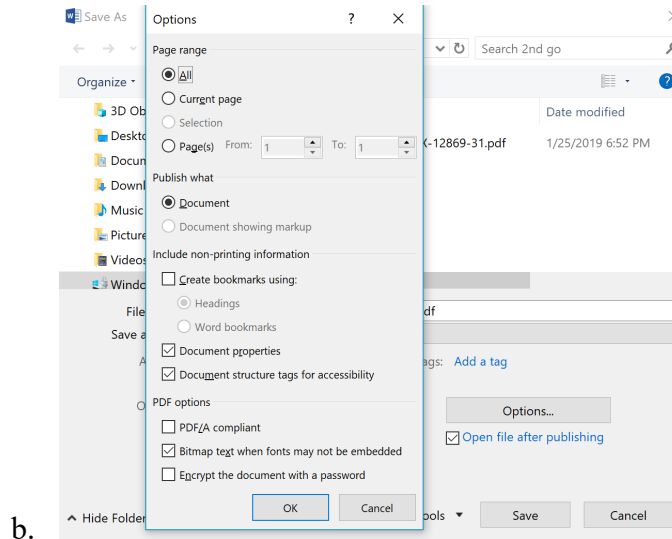 Save As
Options ? ×
Page range
All
Current page
Selection
Page(s) From: 1 To: 1
Publish what
Document
Document showing markup
Include non-printing information
Create bookmarks using:
Headings
Word bookmarks
Document properties
Document structure tags for accessibility
PDF options
PDF/A compliant
Bitmap text when fonts may not be embedded
Encrypt the document with a password
OK Cancel
Search 2nd go
Organize
3D Ob
Deskto
Docum
Downl
Music
Picture
Videos
Windo
Date modified
-12869-31.pdf 1/25/2019 6:52 PM
File
df
Save a
ags: Add a tag
Options...
Open file after publishing
Hide Folder
ools Save Cancel
b.